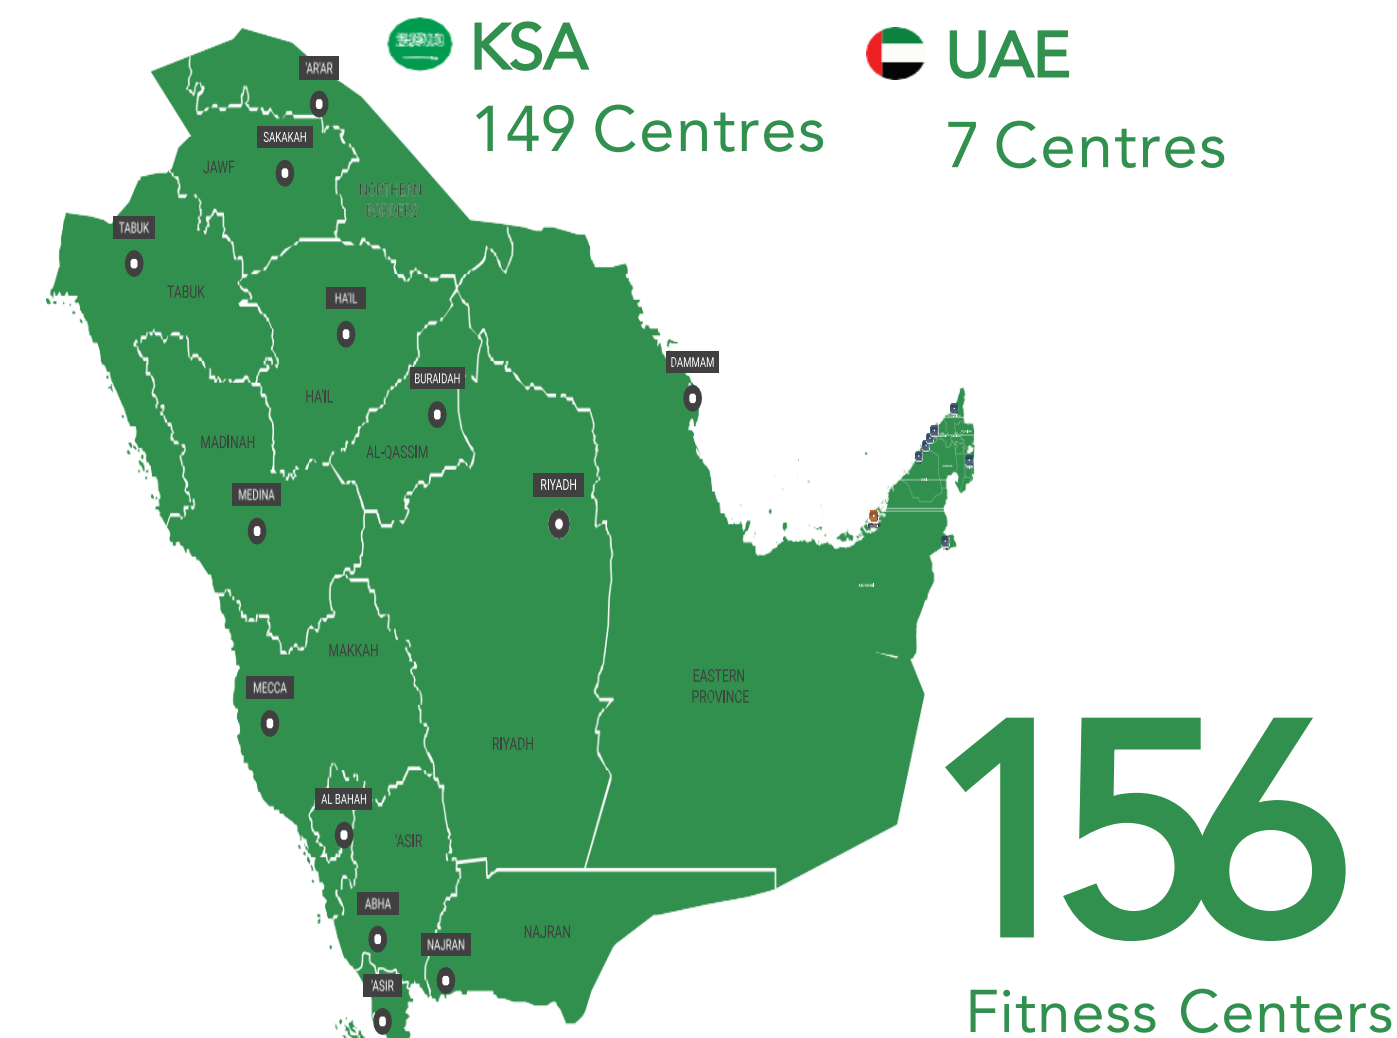 KSA
149 Centres
UAE
7 Centres
'AR'AR
SAKAKAH
JAWF
NORTHERN
BORDERS
TABUK
TABUK
HA'IL
HA'IL
BURAIDAH
AL-QASSIM
DAMMAM
MADINAH
MEDINA
RIYADH
MAKKAH
MECCA
EASTERN
PROVINCE
RIYADH
AL BAHAH
'ASIR
ABHA
NAJRAN
NAJRAN
'ASIR
156
Fitness Centers